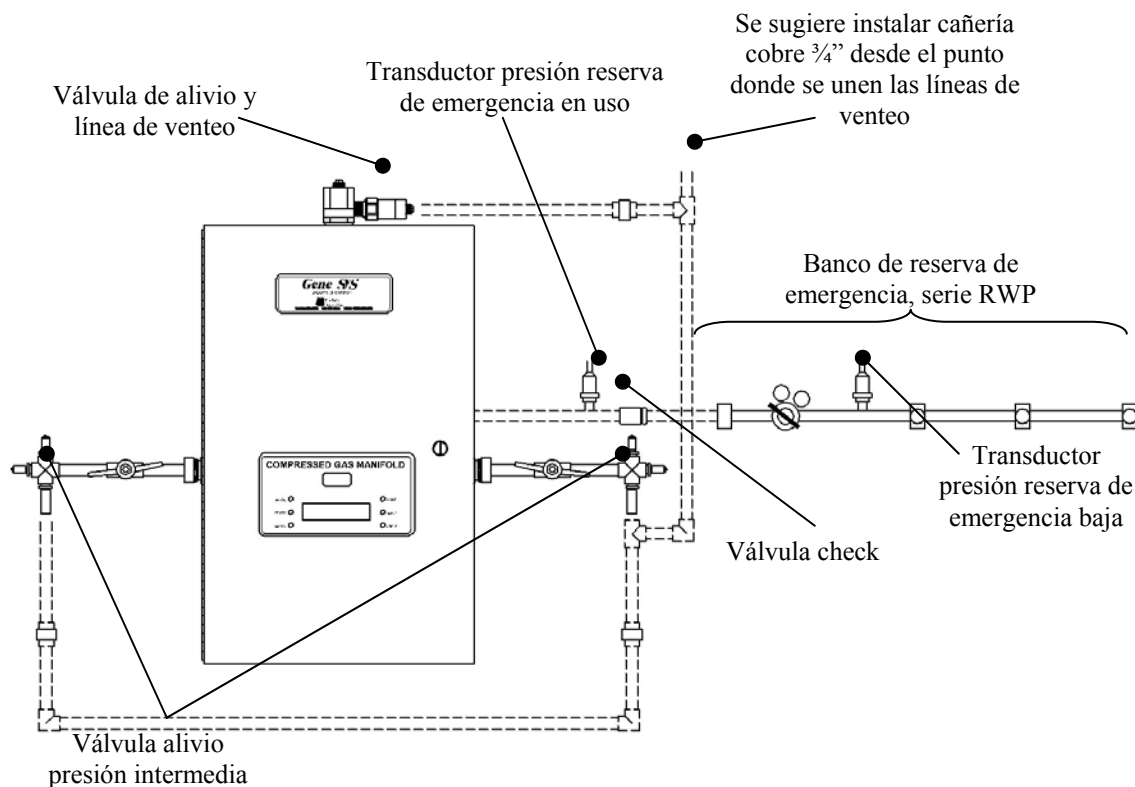 Se sugiere instalar cañería
cobre ¾” desde el punto
donde se unen las líneas de
venteo
Transductor presión reserva
de emergencia en uso
Válvula de alivio y
línea de venteo
Banco de reserva de
emergencia, serie RWP
Gene SYS
COMPRESSED GAS MANIFOLD
Transductor
presión reserva de
emergencia baja
Válvula check
Válvula alivio
presión intermedia